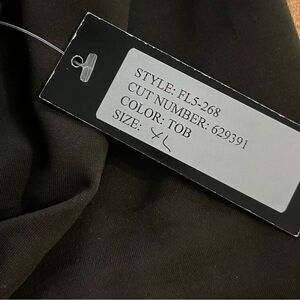 STYLE: FL5-268
CUT NUMBER: 629391
COLOR: TOB
SIZE: XL